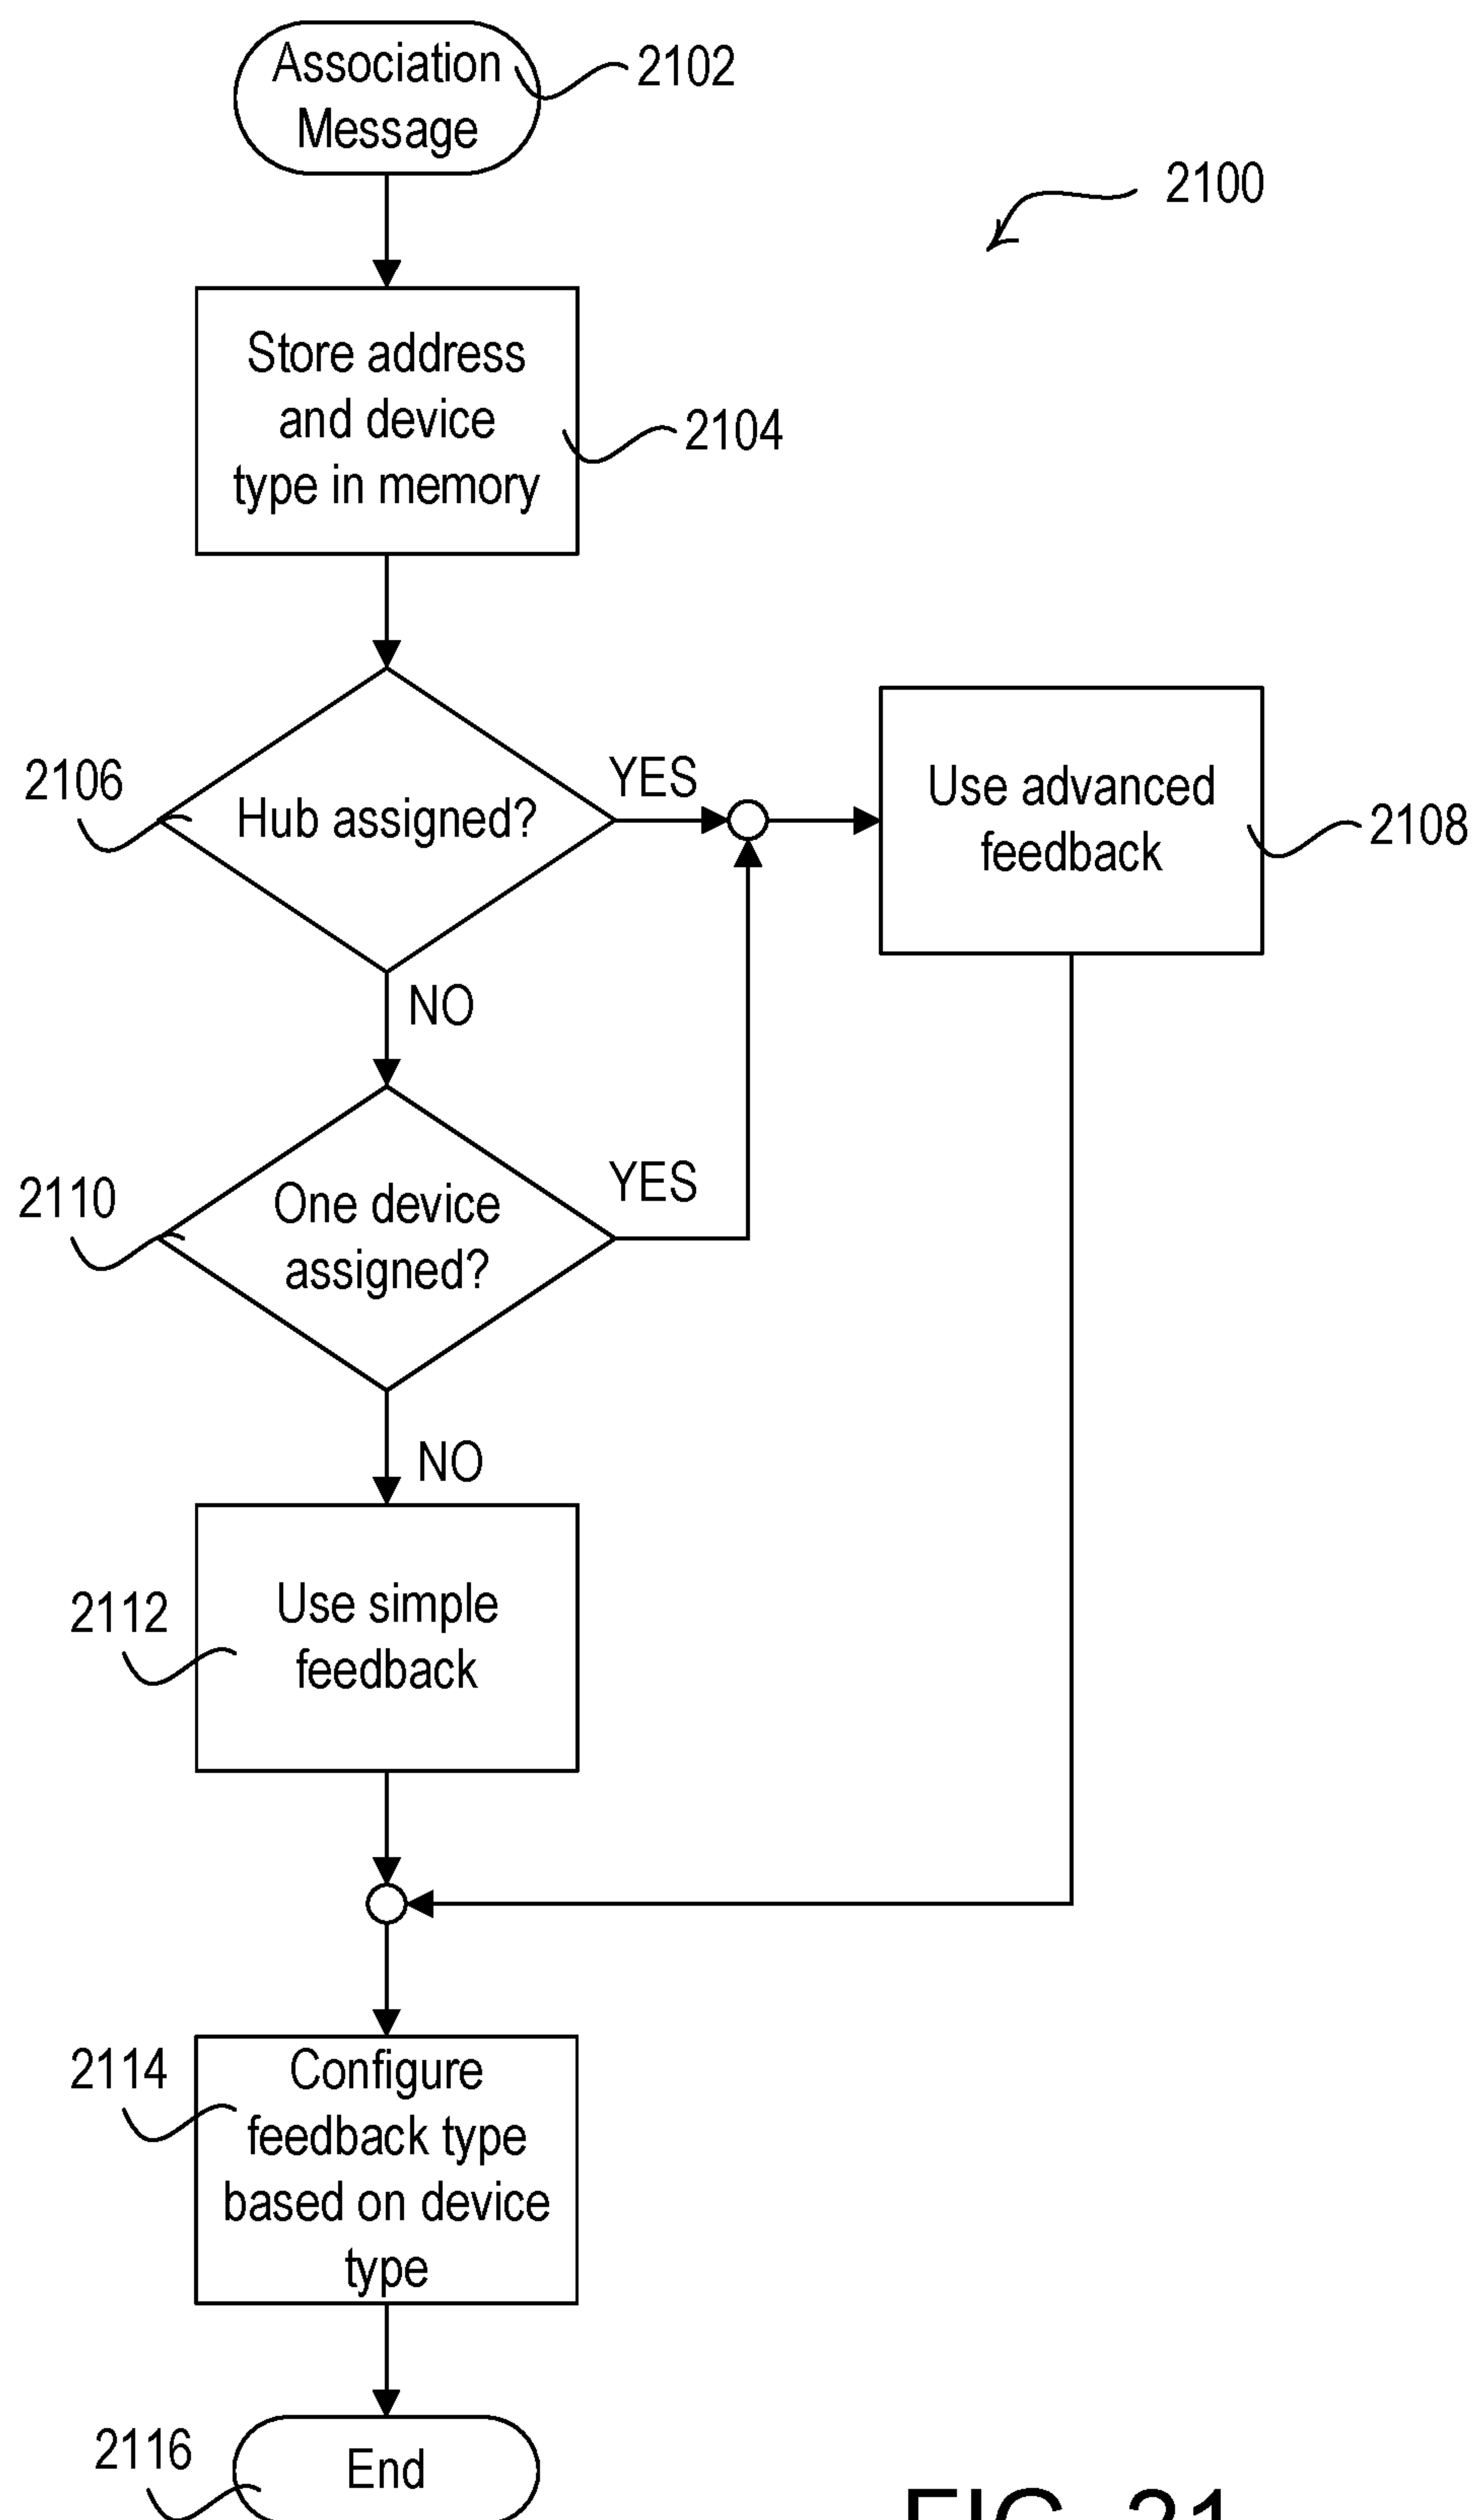 Association
Message
2102
2100
Store address
and device
type in memory
2104
2106
Hub assigned?
YES
Use advanced
feedback
2108
NO
2110
One device
assigned?
YES
NO
2112
Use simple
feedback
2114
Configure
feedback type
based on device
type
2116
End
FIG. 21